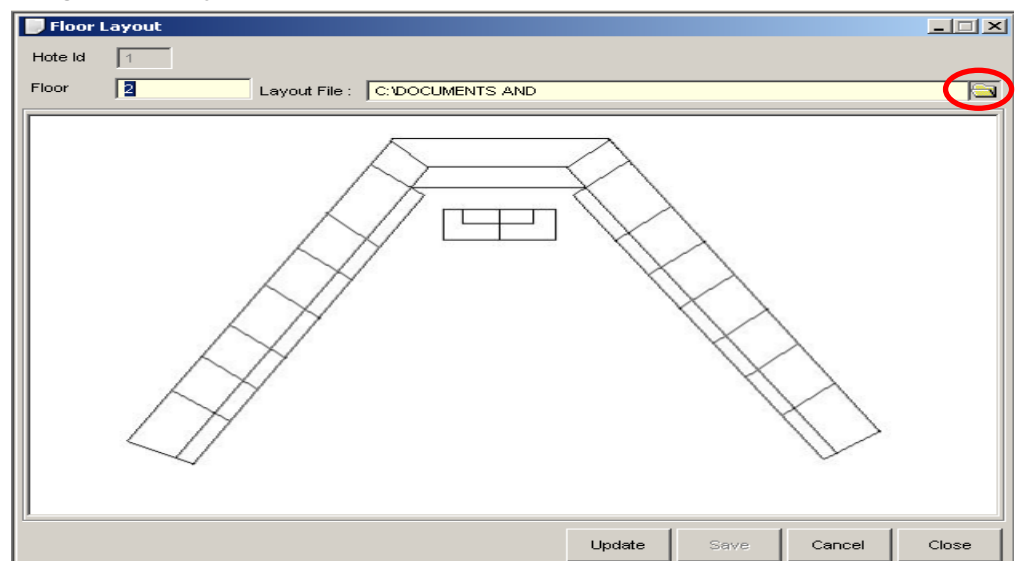 Floor Layout
Hote Id 1
Floor 2 Layout File : C:\DOCUMENTS AND
Update Save Cancel Close